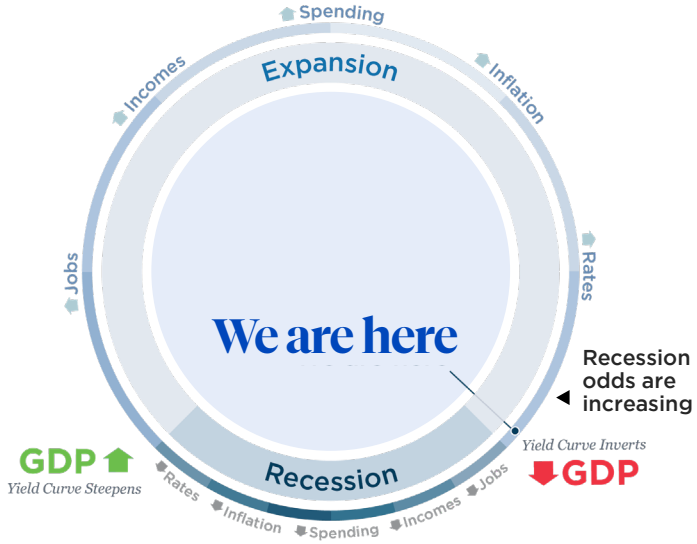 Spending
Expansion
Incomes
Inflation
Jobs
Rates
We are here
Recession
odds are
increasing
Yield Curve Inverts
GDP
GDP
Yield Curve Steepens
Recession
Rates
Inflation
Spending
Incomes
Jobs